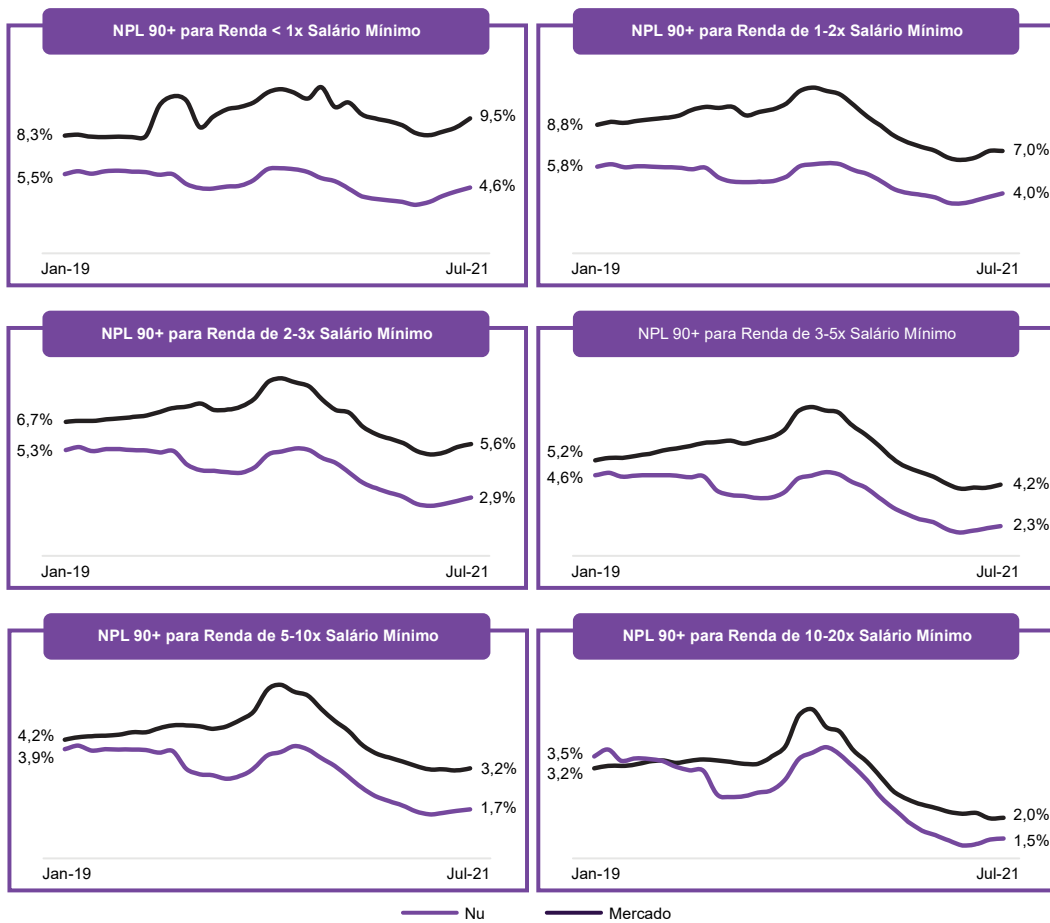 NPL 90+ para Renda < 1x Salário Mínimo
8,3%
5,5%
9,5%
4,6%
Jan-19
Jul-21
NPL 90+ para Renda de 1-2x Salário Mínimo
8,8%
5,8%
7,0%
4,0%
Jan-19
Jul-21
NPL 90+ para Renda de 2-3x Salário Mínimo
6,7%
5,3%
5,6%
2,9%
Jan-19
Jul-21
NPL 90+ para Renda de 3-5x Salário Mínimo
5,2%
4,6%
4,2%
2,3%
Jan-19
Jul-21
NPL 90+ para Renda de 5-10x Salário Mínimo
4,2%
3,9%
3,2%
1,7%
Jan-19
Jul-21
NPL 90+ para Renda de 10-20x Salário Mínimo
3,5%
3,2%
2,0%
1,5%
Jan-19
Jul-21
Nu
Mercado